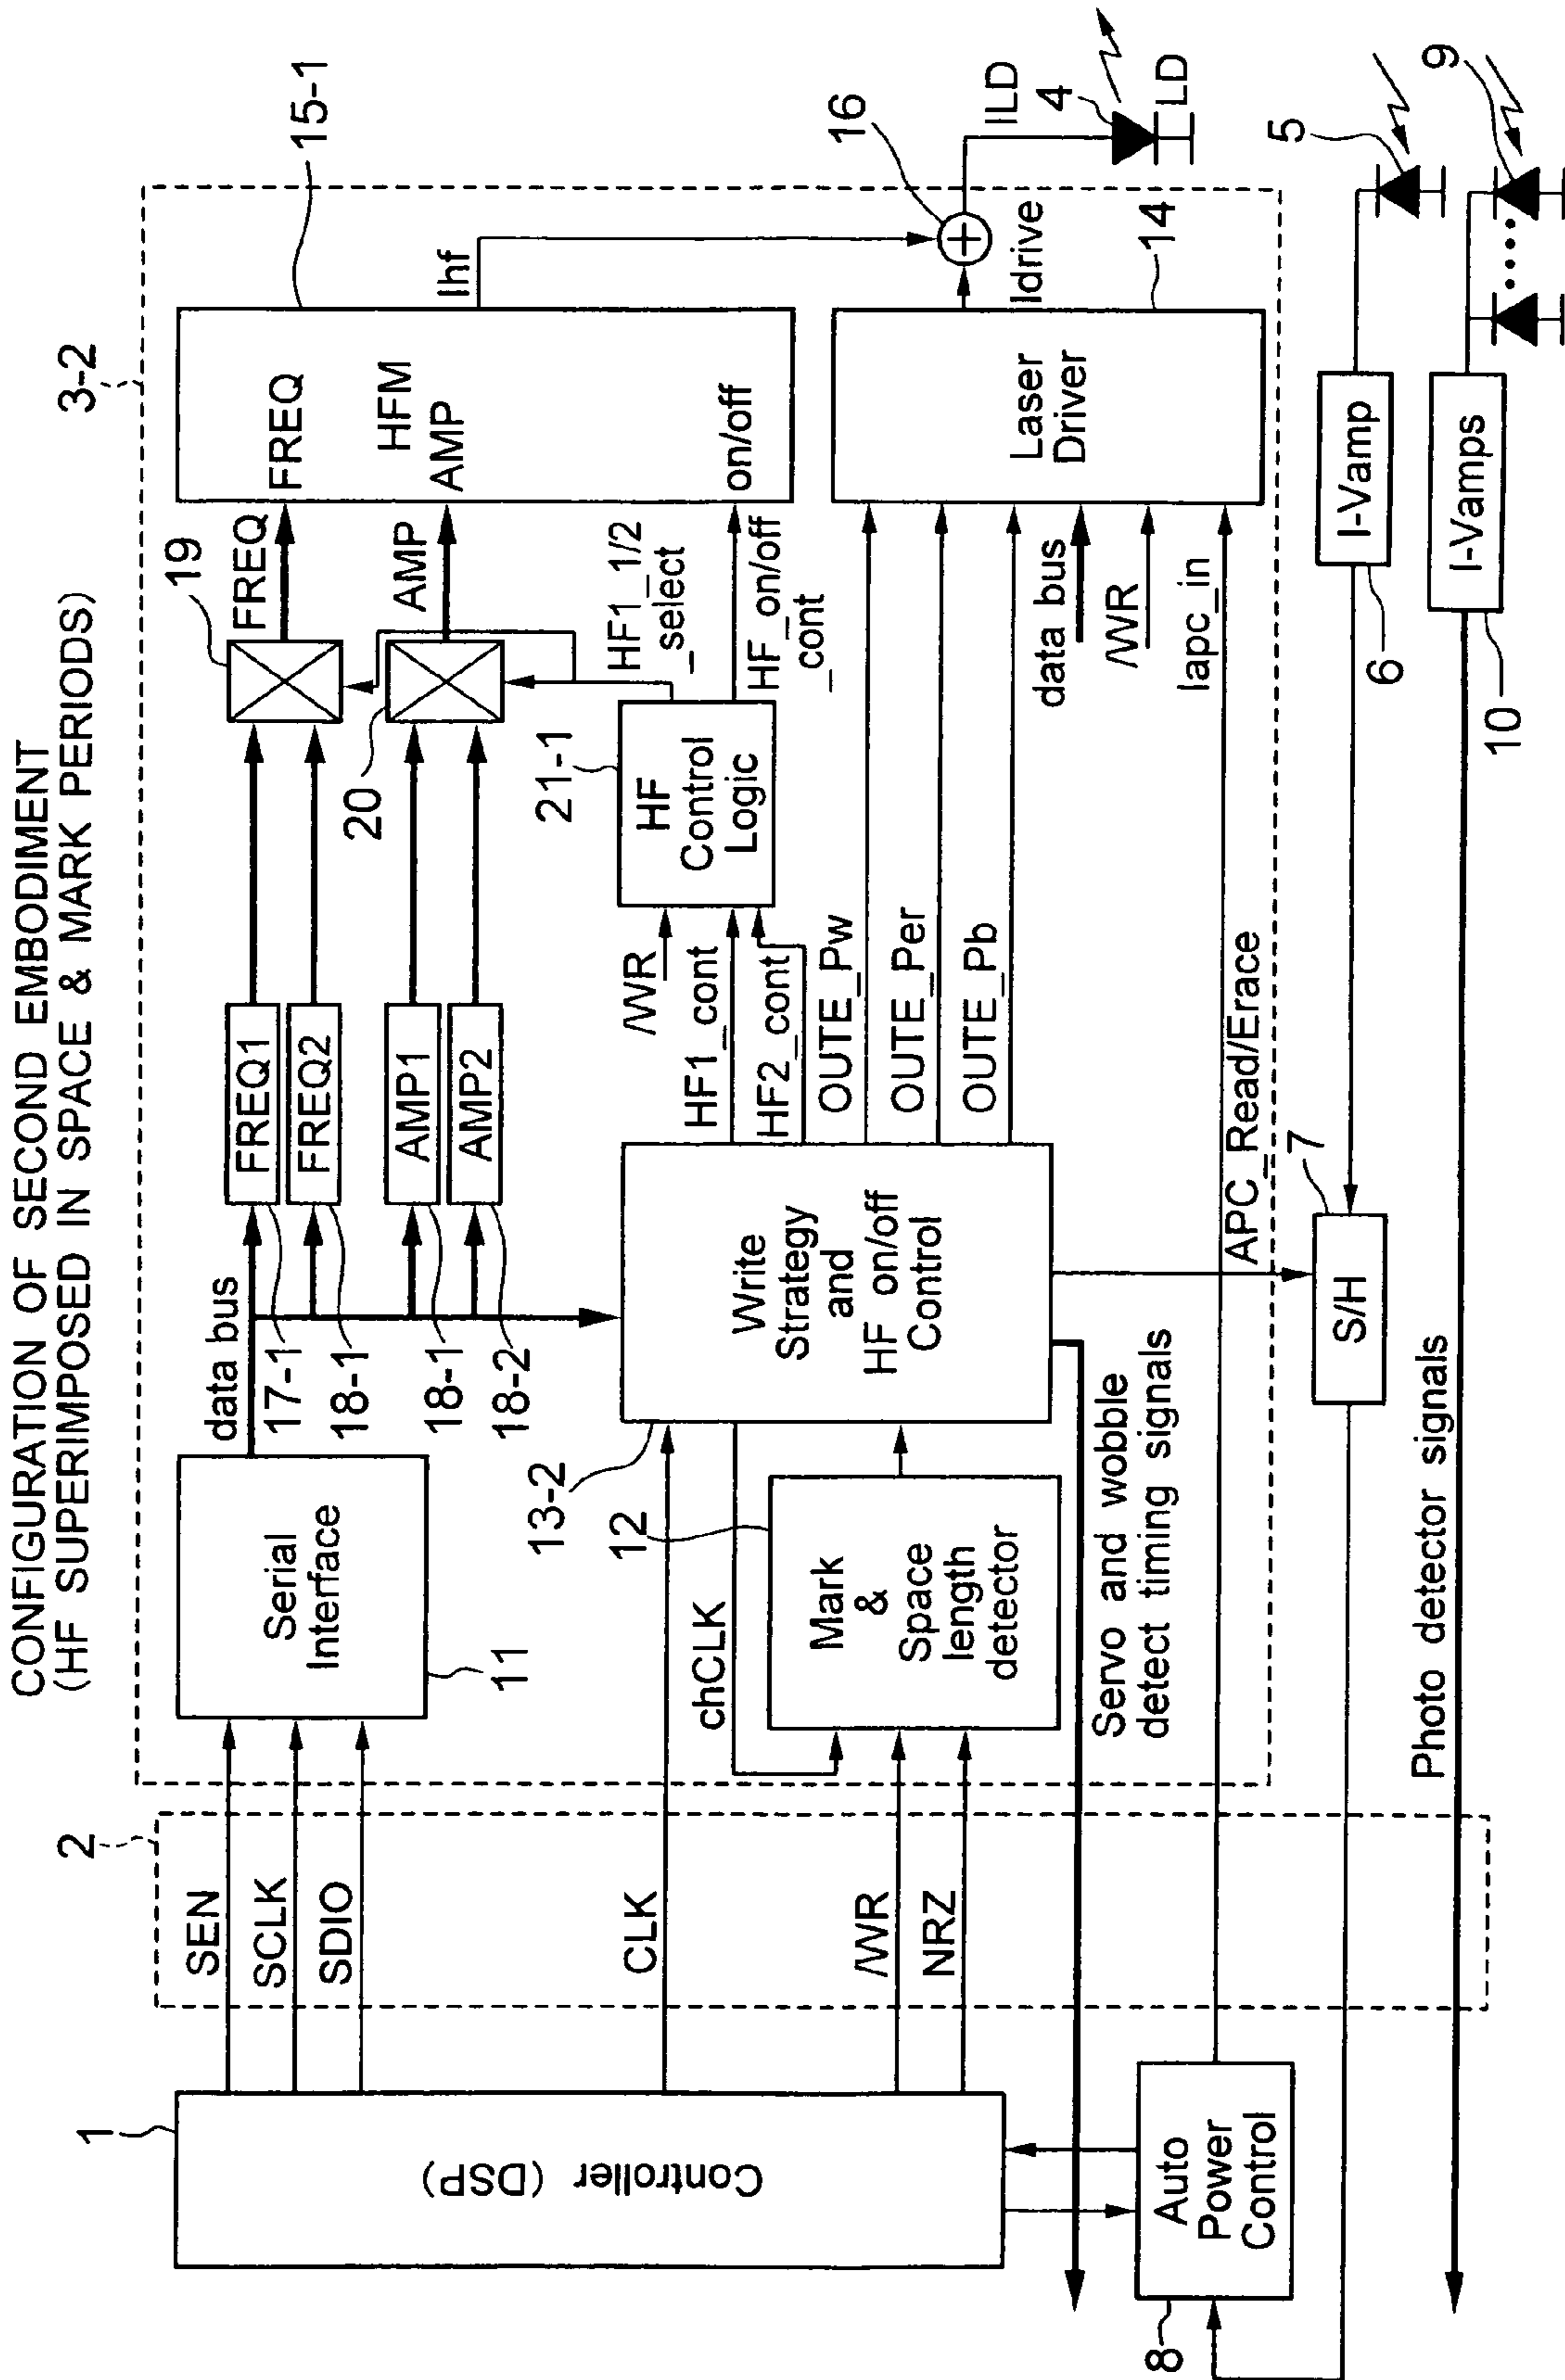 CONFIGURATION OF SECOND EMBODIMENT
(HF SUPERIMPOSED IN SPACE & MARK PERIODS)
3-2
2
1
Controller (DSP)
SEN
SCLK
SDIO
CLK
/WR
NRZ
Serial
Interface
11
data bus
17-1
18-1
18-1
18-2
FREQ1
FREQ2
AMP1
AMP2
19
20
FREQ
AMP
FREQ
HFM
AMP
on/off
15-1
Ihf
HF1_1/2
_select
HF_on/off
_cont
21-1
HF
Control
Logic
/WR
HF1_cont
HF2_cont
13-2
Write
Strategy
and
HF on/off
Control
chCLK
12
Mark
&
Space
length
detector
OUTE_Pw
OUTE_Per
OUTE_Pb
data bus
/WR
Iapc_in
Laser
Driver
14
Idrive
16
ILD
4
LD
Servo and wobble
detect timing signals
APC_Read/Erace
8
Auto
Power
Control
7
S/H
I-Vamp
6
5
I-Vamps
10
9
Photo detector signals